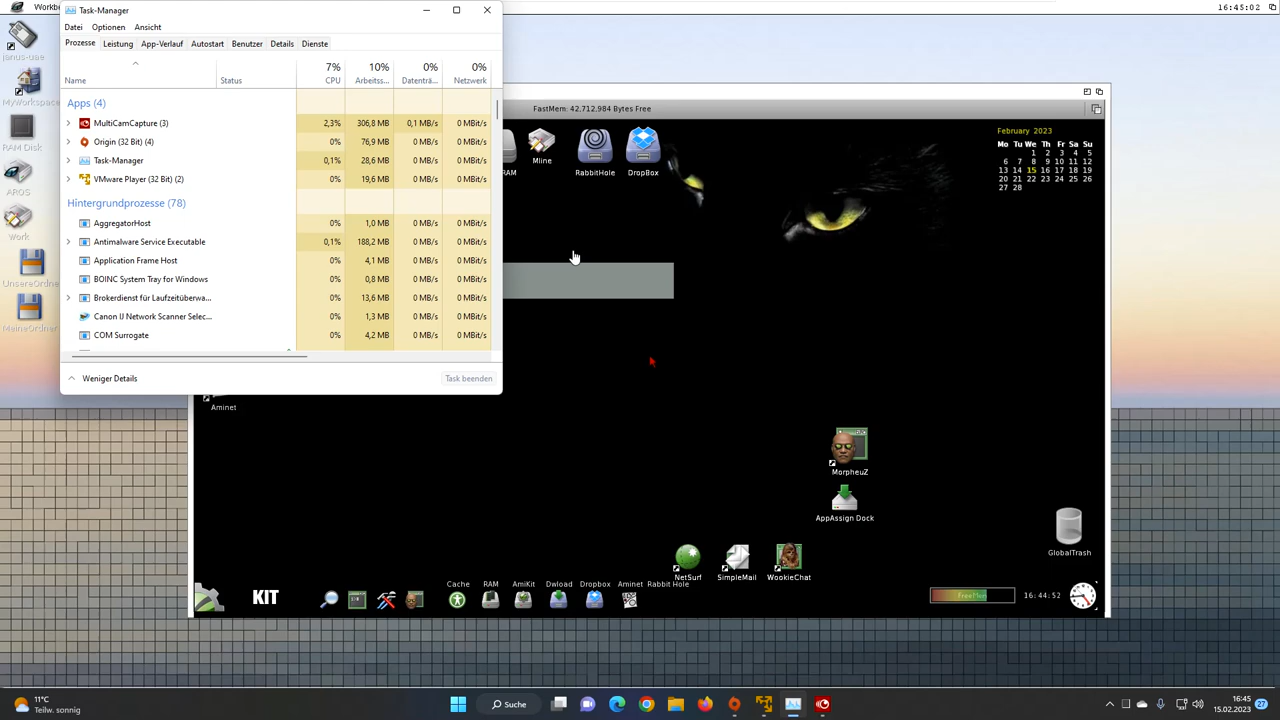 Workb
16:45:02
Task-Manager
Datei Optionen Ansicht
Prozesse Leistung App-Verlauf Autostart Benutzer Details Dienste
7% 10% 0% 0%
Name Status CPU Arbeitss... Datenträ... Netzwerk
Apps (4)
MultiCamCapture (3) 2,3% 306,8 MB 0,1 MB/s 0 MBit/s
Origin (32 Bit) (4) 0% 76,9 MB 0 MB/s 0 MBit/s
Task-Manager 0,1% 28,6 MB 0 MB/s 0 MBit/s
VMware Player (32 Bit) (2) 0% 19,6 MB 0 MB/s 0 MBit/s
Hintergrundprozesse (78)
AggregatorHost 0% 1,0 MB 0 MB/s 0 MBit/s
Antimalware Service Executable 0,1% 188,2 MB 0 MB/s 0 MBit/s
Application Frame Host 0% 4,1 MB 0 MB/s 0 MBit/s
BOINC System Tray for Windows 0% 0,8 MB 0 MB/s 0 MBit/s
Brokerdienst für Laufzeitüberwa... 0% 13,6 MB 0 MB/s 0 MBit/s
Canon IJ Network Scanner Selec... 0% 1,3 MB 0 MB/s 0 MBit/s
COM Surrogate 0% 4,2 MB 0 MB/s 0 MBit/s
Weniger Details Task beenden
janus-uae
MyWorkspace
RAM Disk
AROS
Work
UnsereOrdner
MeineOrdner
FastMem: 42,712,984 Bytes Free
RAM
Mline
RabbitHole
DropBox
February 2023
Mo Tu We Th Fr Sa Su
1 2 3 4 5
6 7 8 9 10 11 12
13 14 15 16 17 18 19
20 21 22 23 24 25 26
27 28
Aminet
MorpheuZ
AppAssign Dock
GlobalTrash
NetSurf SimpleMail WookieChat
Cache RAM AmiKit Dwload Dropbox Aminet Rabbit Hole
KIT
FreeMem
16:44:52
11°C
Teilw. sonnig
Suche
16:45
15.02.2023
27